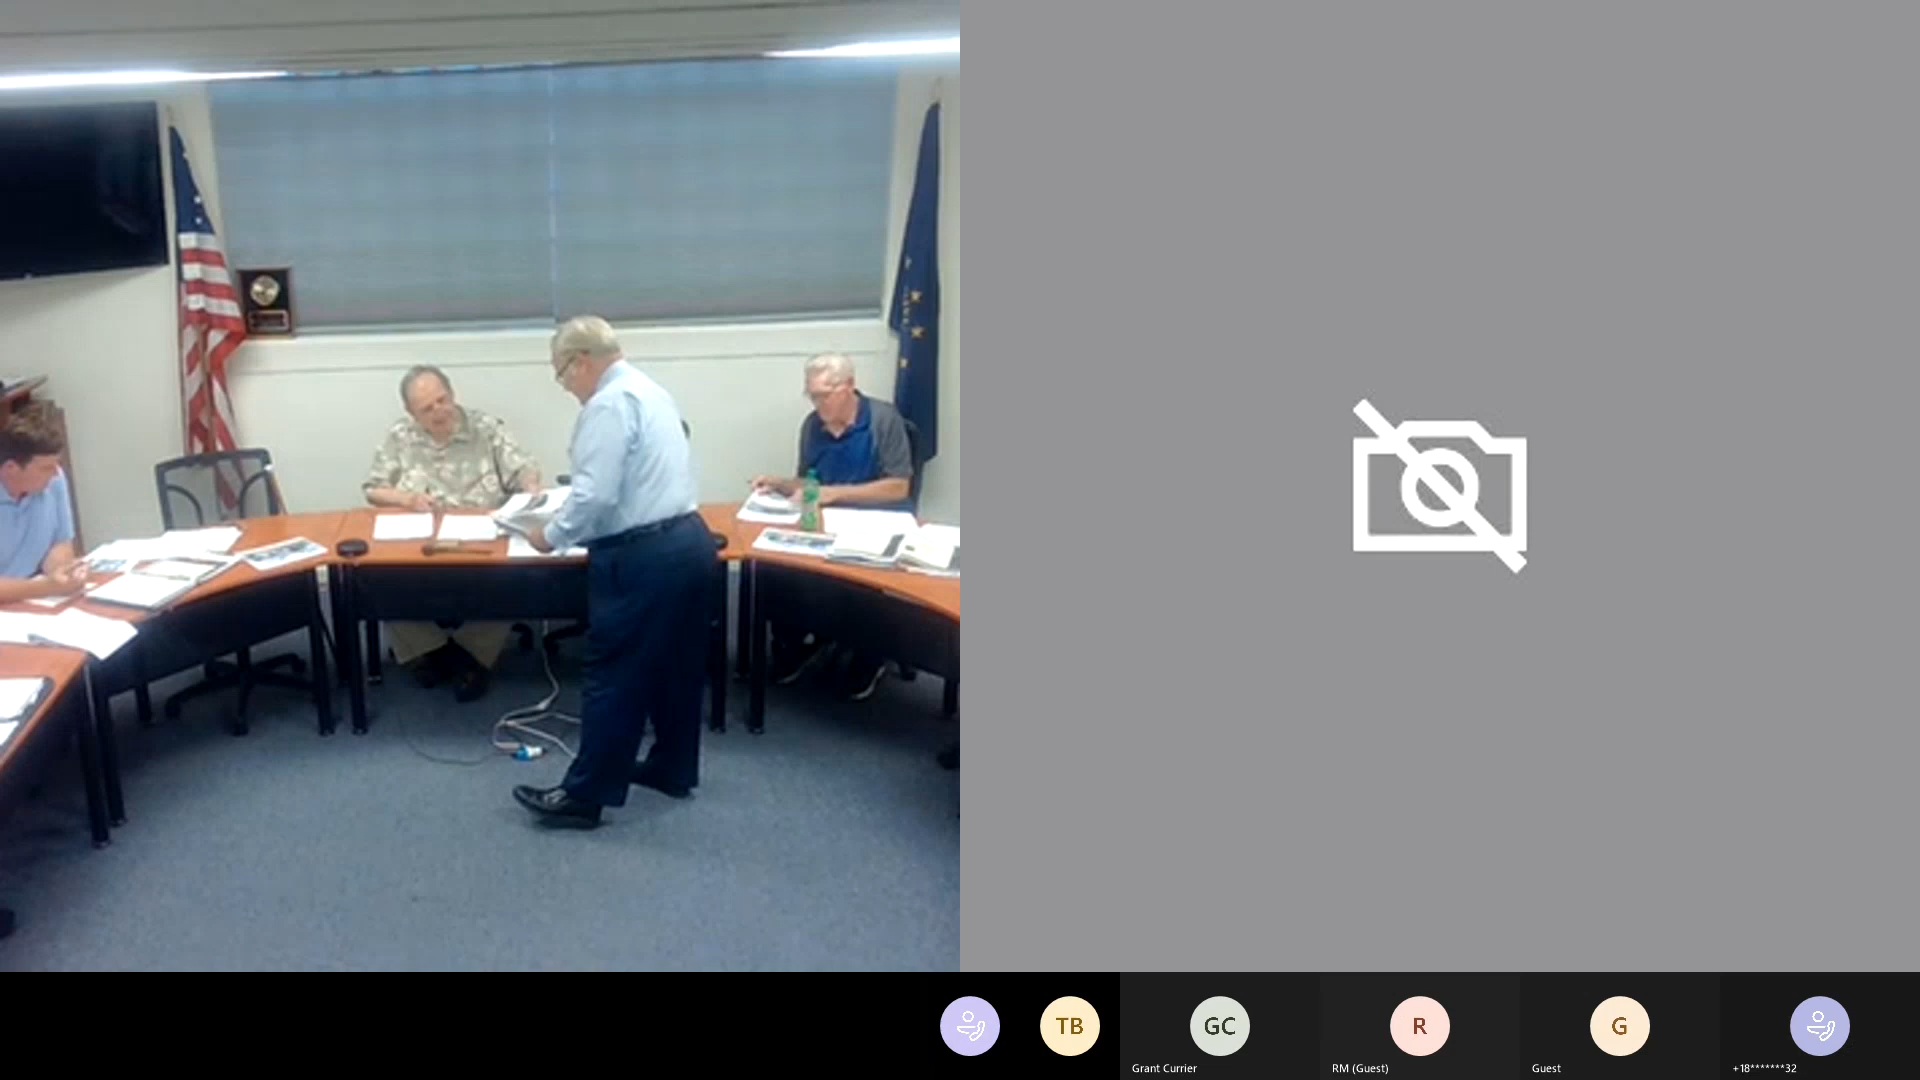 TB
GC
R
G
Grant Currier
RM (Guest)
Guest
+18*******32